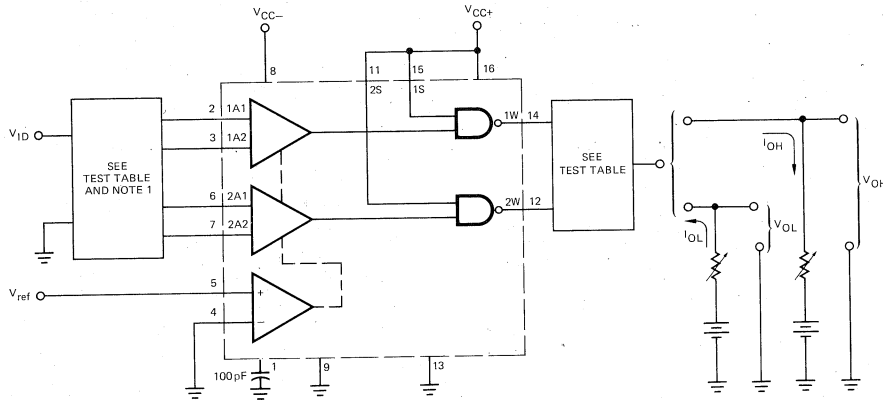 VCC−
VCC+
8
11
15
16
2S
1S
2
1A1
3
1A2
6
2A1
7
2A2
5
4
+
−
VID
SEE
TEST TABLE
AND NOTE 1
Vref
1W
14
2W
12
SEE
TEST TABLE
IOH
VOH
IOL
VOL
100 pF
1
9
13